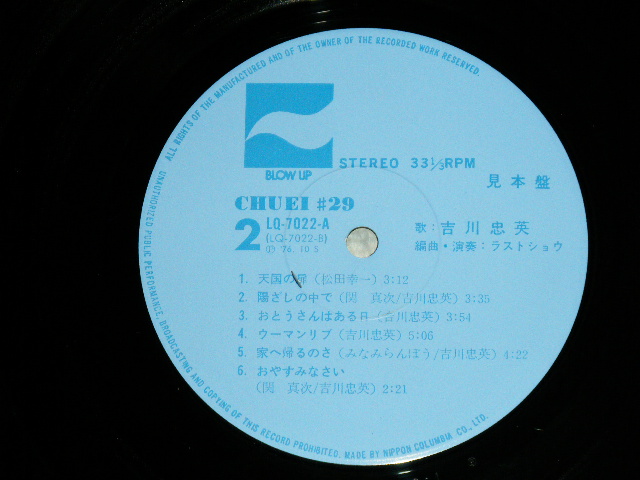 ALL RIGHTS OF THE MANUFACTURER AND OF THE OWNER OF THE RECORDED WORK RESERVED.
BLOW UP
STEREO 33⅓RPM
見本盤
CHUEI #29
2 LQ-7022-A
(LQ-7022-B)
Ⓟ '76. 10. 5
歌:吉川忠英
編曲・演奏:ラストショウ
1. 天国の扉(松田幸一)3:12
2. 陽ざしの中で(関 真次/吉川忠英)3:35
3. おとうさんはある日(吉川忠英)3:54
4. ウーマンリブ(吉川忠英)5:06
5. 家へ帰るのさ(みなみらんぼう/吉川忠英)4:22
6. おやすみなさい
(関 真次/吉川忠英)2:21
UNAUTHORIZED PUBLIC PERFORMANCE, BROADCASTING AND COPYING OF THIS RECORD PROHIBITED. MADE BY NIPPON COLUMBIA CO., LTD.